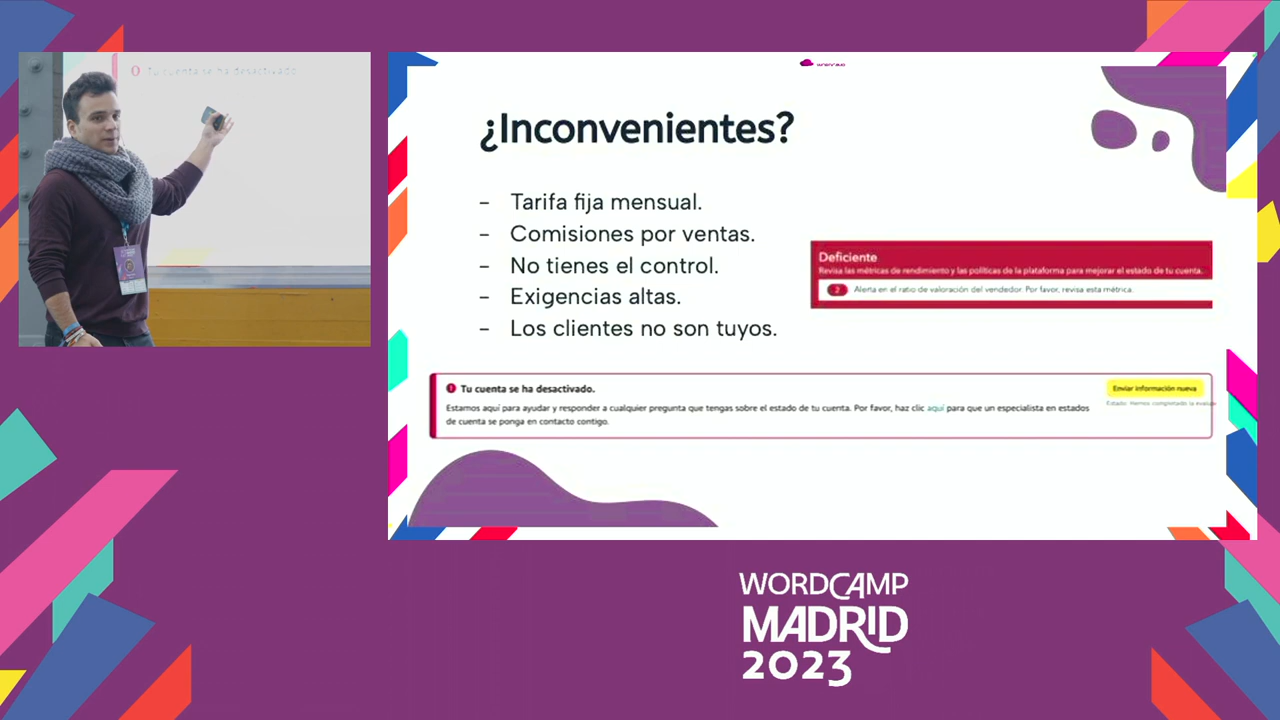 Tu cuenta se ha desactivado.
¿Inconvenientes?
- Tarifa fija mensual.
- Comisiones por ventas.
- No tienes el control.
- Exigencias altas.
- Los clientes no son tuyos.
Deficiente
Revisa las métricas de rendimiento y las políticas de la plataforma para mejorar el estado de tu cuenta.
2 Alerta en el ratio de valoración del vendedor. Por favor, revisa esta métrica.
Tu cuenta se ha desactivado.
Estamos aquí para ayudar y responder a cualquier pregunta que tengas sobre el estado de tu cuenta. Por favor, haz clic aquí para que un especialista en estados
de cuenta se ponga en contacto contigo.
Enviar información nueva
Estado: Hemos completado la
WORDCAMP
MADRID
2023